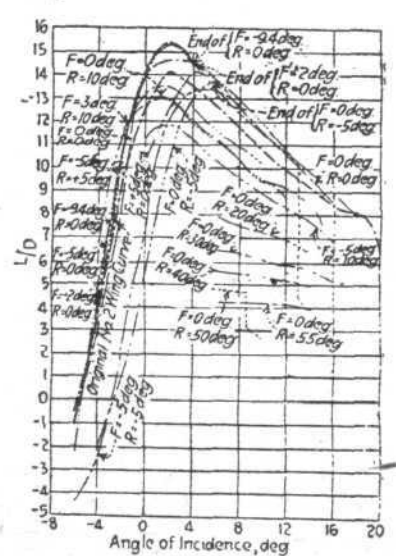 16
15
14
13
12
11
10
9
8
7
6
5
4
3
2
1
0
-1
-2
-3
-4
-5
L/D
F=0deg
R=10deg
F=3deg
R=10deg
F=0deg
R=0deg
F=-5deg
R=+5deg
F=-9.4deg
R=0deg
F=-5deg
R=0deg
F=-2deg
R=0deg
Original No.2 Wing Curve
F=-5deg
R=-5deg
F=0deg
R=-5deg
End of F=-9.4deg
R=0deg
End of F=+2deg
R=0deg
End of F=0deg
R=-5deg
F=0deg
R=0deg
F=0deg
R=20deg
F=0deg
R=30deg
F=0deg
R=40deg
F=-5deg
R=10deg
F=0deg
R=50deg
F=0deg
R=55deg
-8 -4 0 4 8 12 16 20
Angle of Incidence, deg